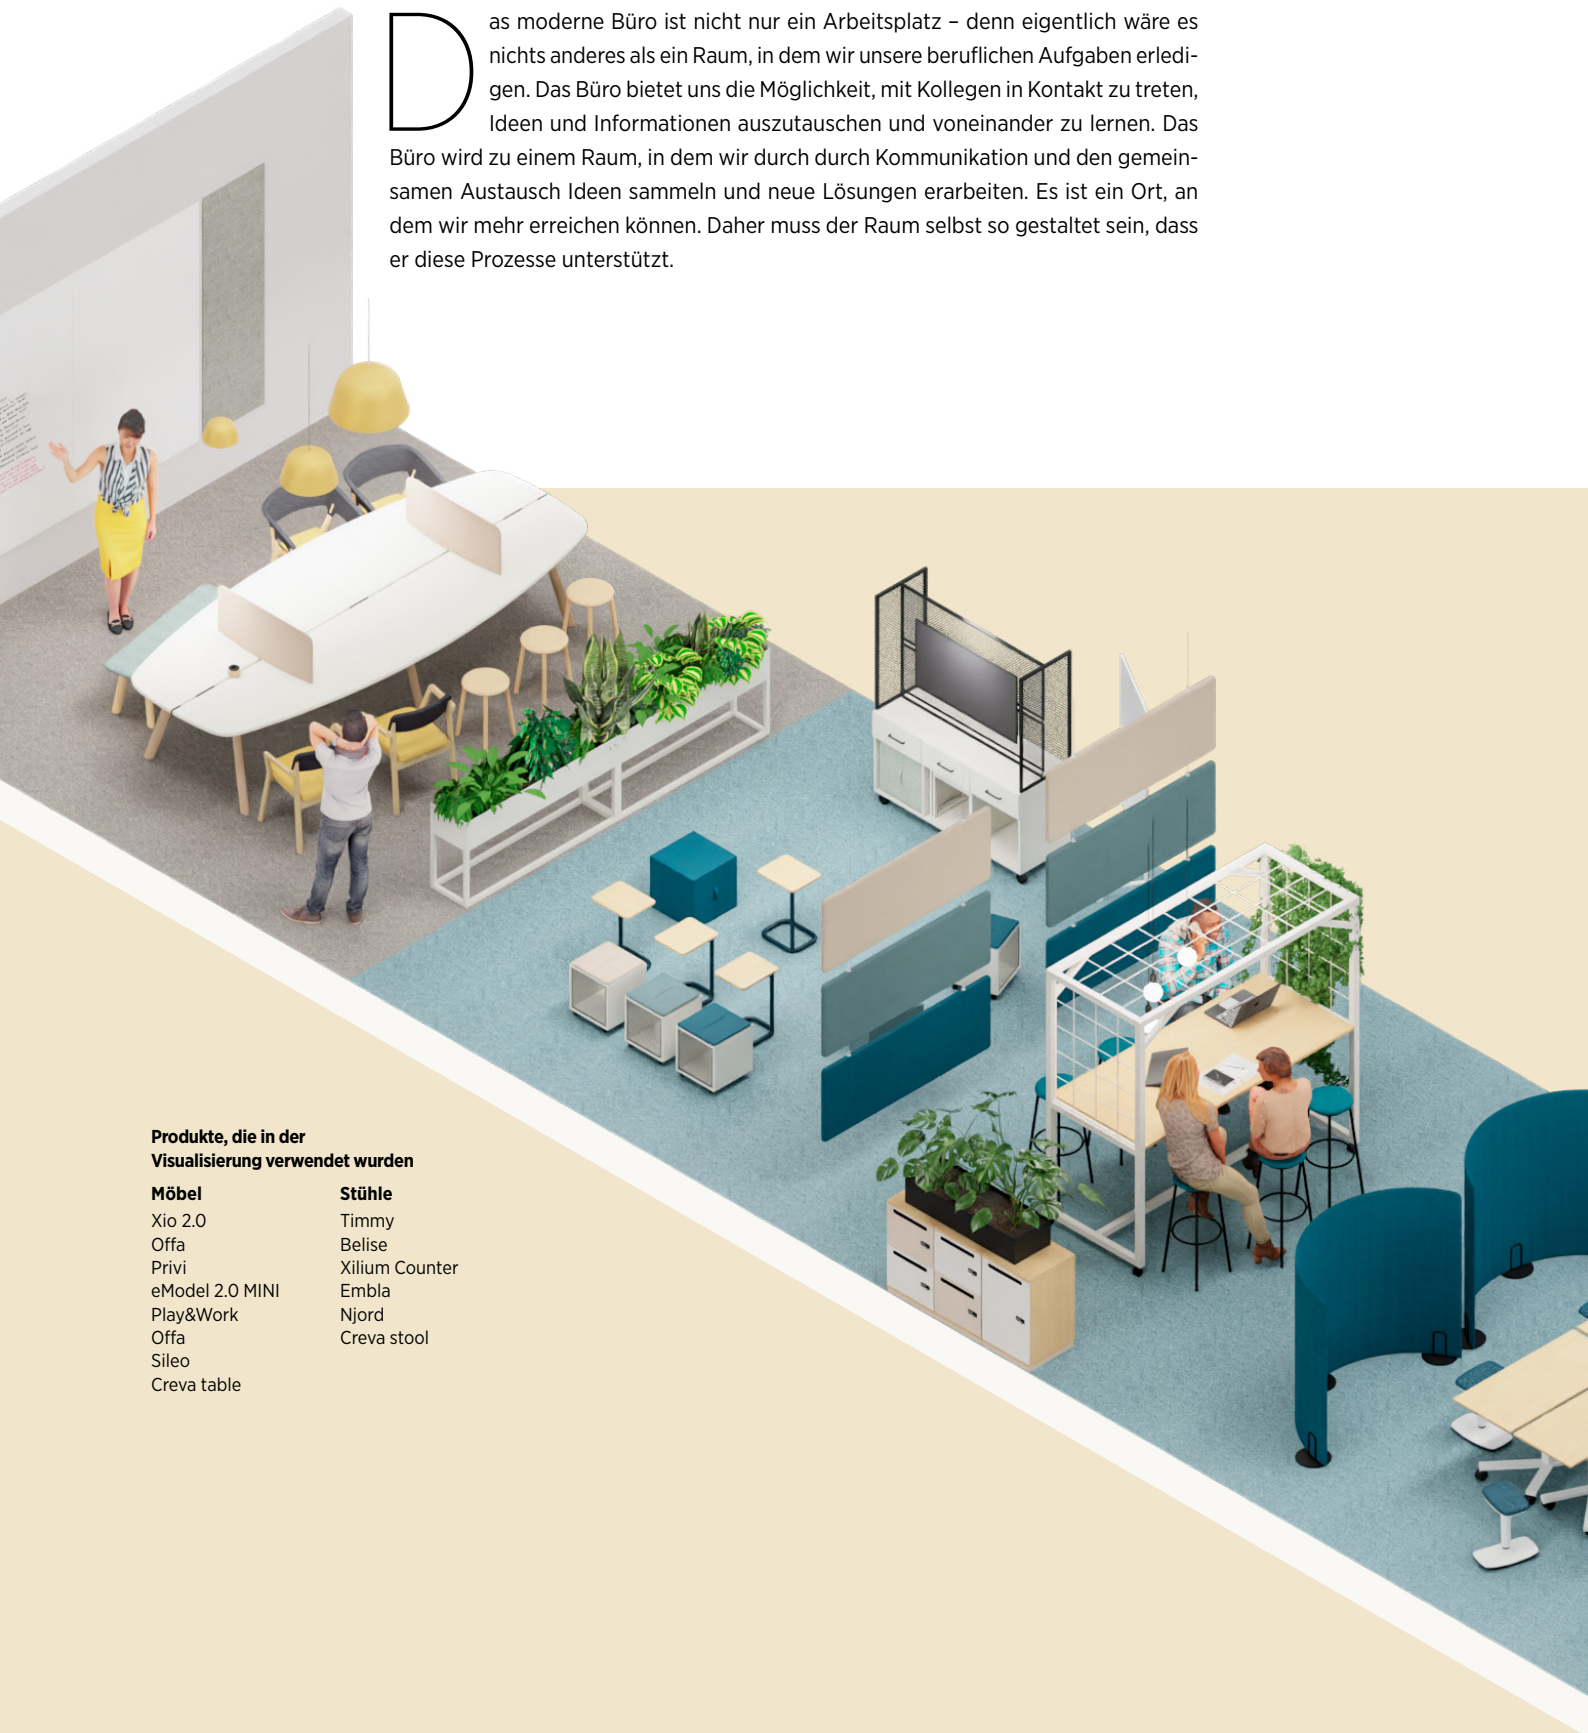 Das moderne Büro ist nicht nur ein Arbeitsplatz – denn eigentlich wäre es
nichts anderes als ein Raum, in dem wir unsere beruflichen Aufgaben erledi-
gen. Das Büro bietet uns die Möglichkeit, mit Kollegen in Kontakt zu treten,
Ideen und Informationen auszutauschen und voneinander zu lernen. Das
Büro wird zu einem Raum, in dem wir durch durch Kommunikation und den gemein-
samen Austausch Ideen sammeln und neue Lösungen erarbeiten. Es ist ein Ort, an
dem wir mehr erreichen können. Daher muss der Raum selbst so gestaltet sein, dass
er diese Prozesse unterstützt.
Produkte, die in der
Visualisierung verwendet wurden
Möbel
Xio 2.0
Offa
Privi
eModel 2.0 MINI
Play&Work
Offa
Sileo
Creva table
Stühle
Timmy
Belise
Xilium Counter
Embla
Njord
Creva stool